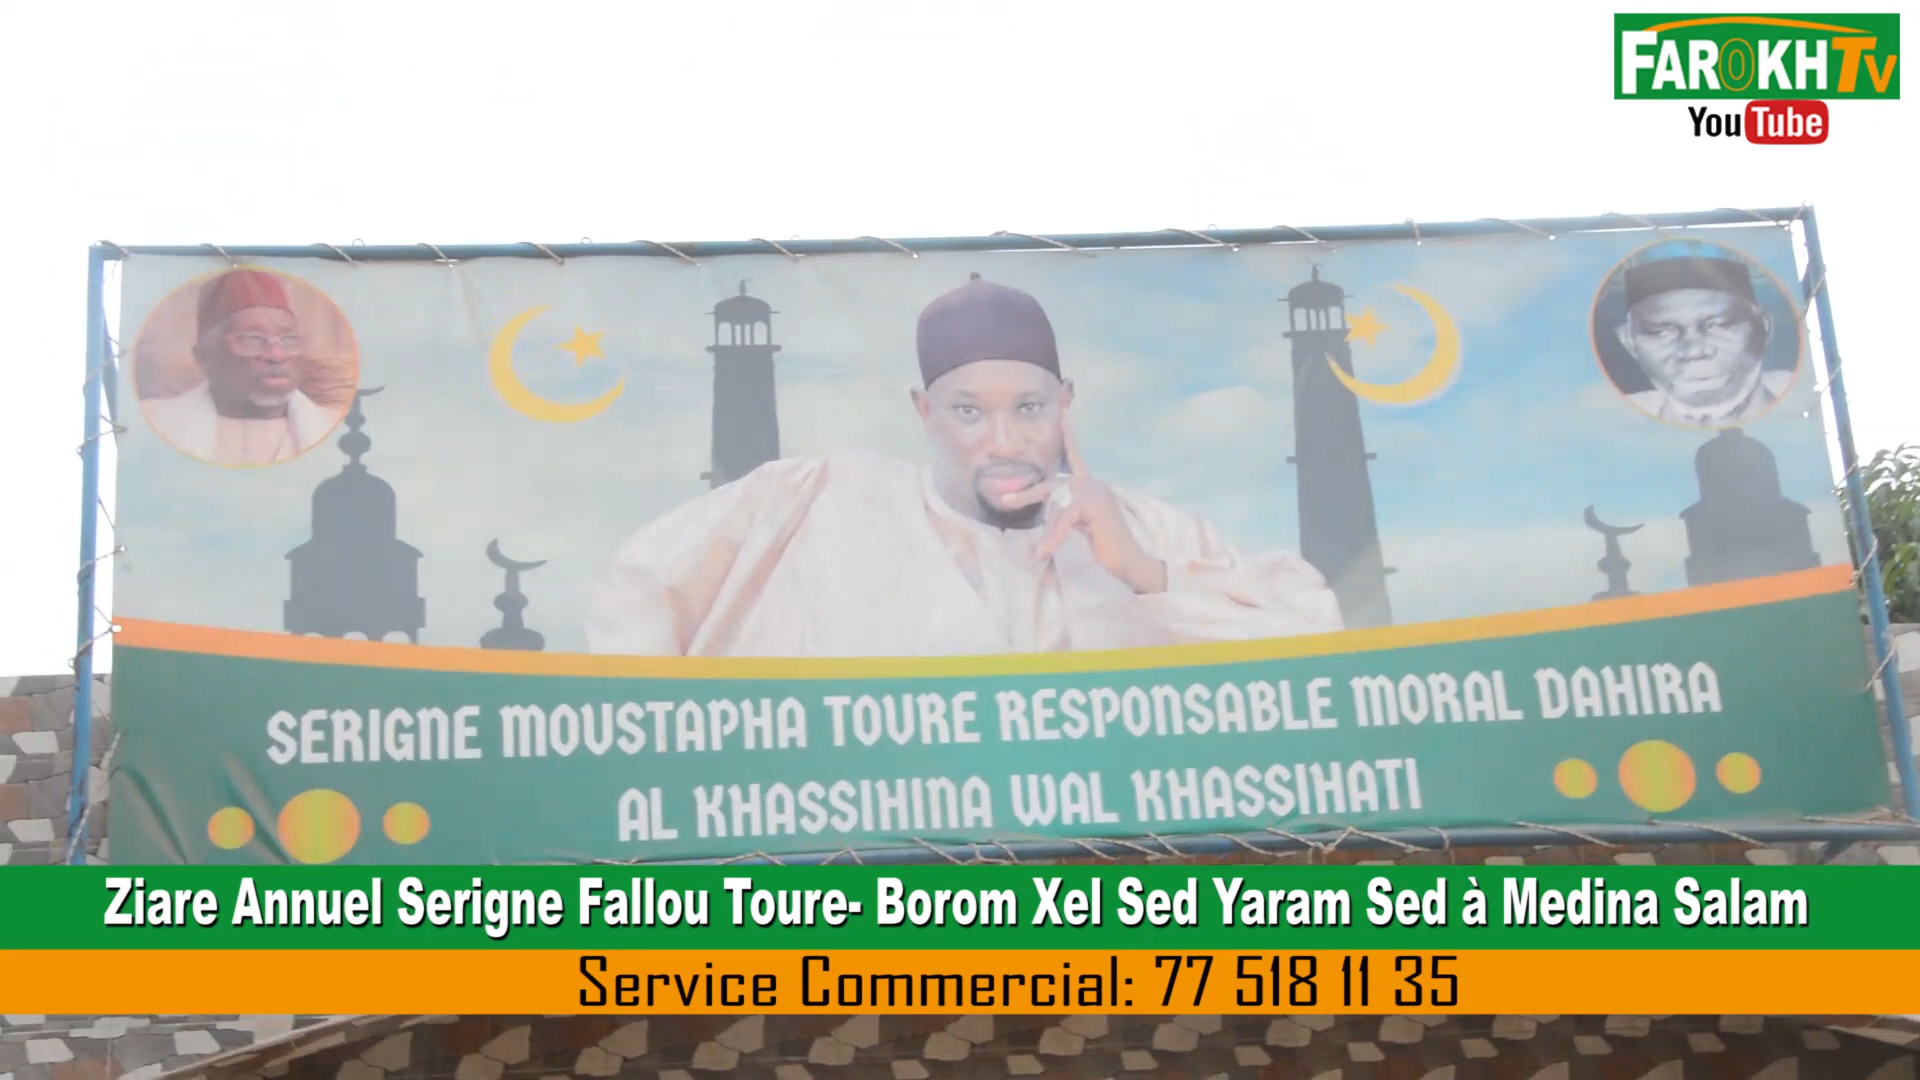 FAROKHTV
YouTube
SERIGNE MOUSTAPHA TOURE RESPONSABLE MORAL DAHIRA
AL KHASSIHINA WAL KHASSIHATI
Ziare Annuel Serigne Fallou Toure- Borom Xel Sed Yaram Sed à Medina Salam
Service Commercial: 77 518 11 35